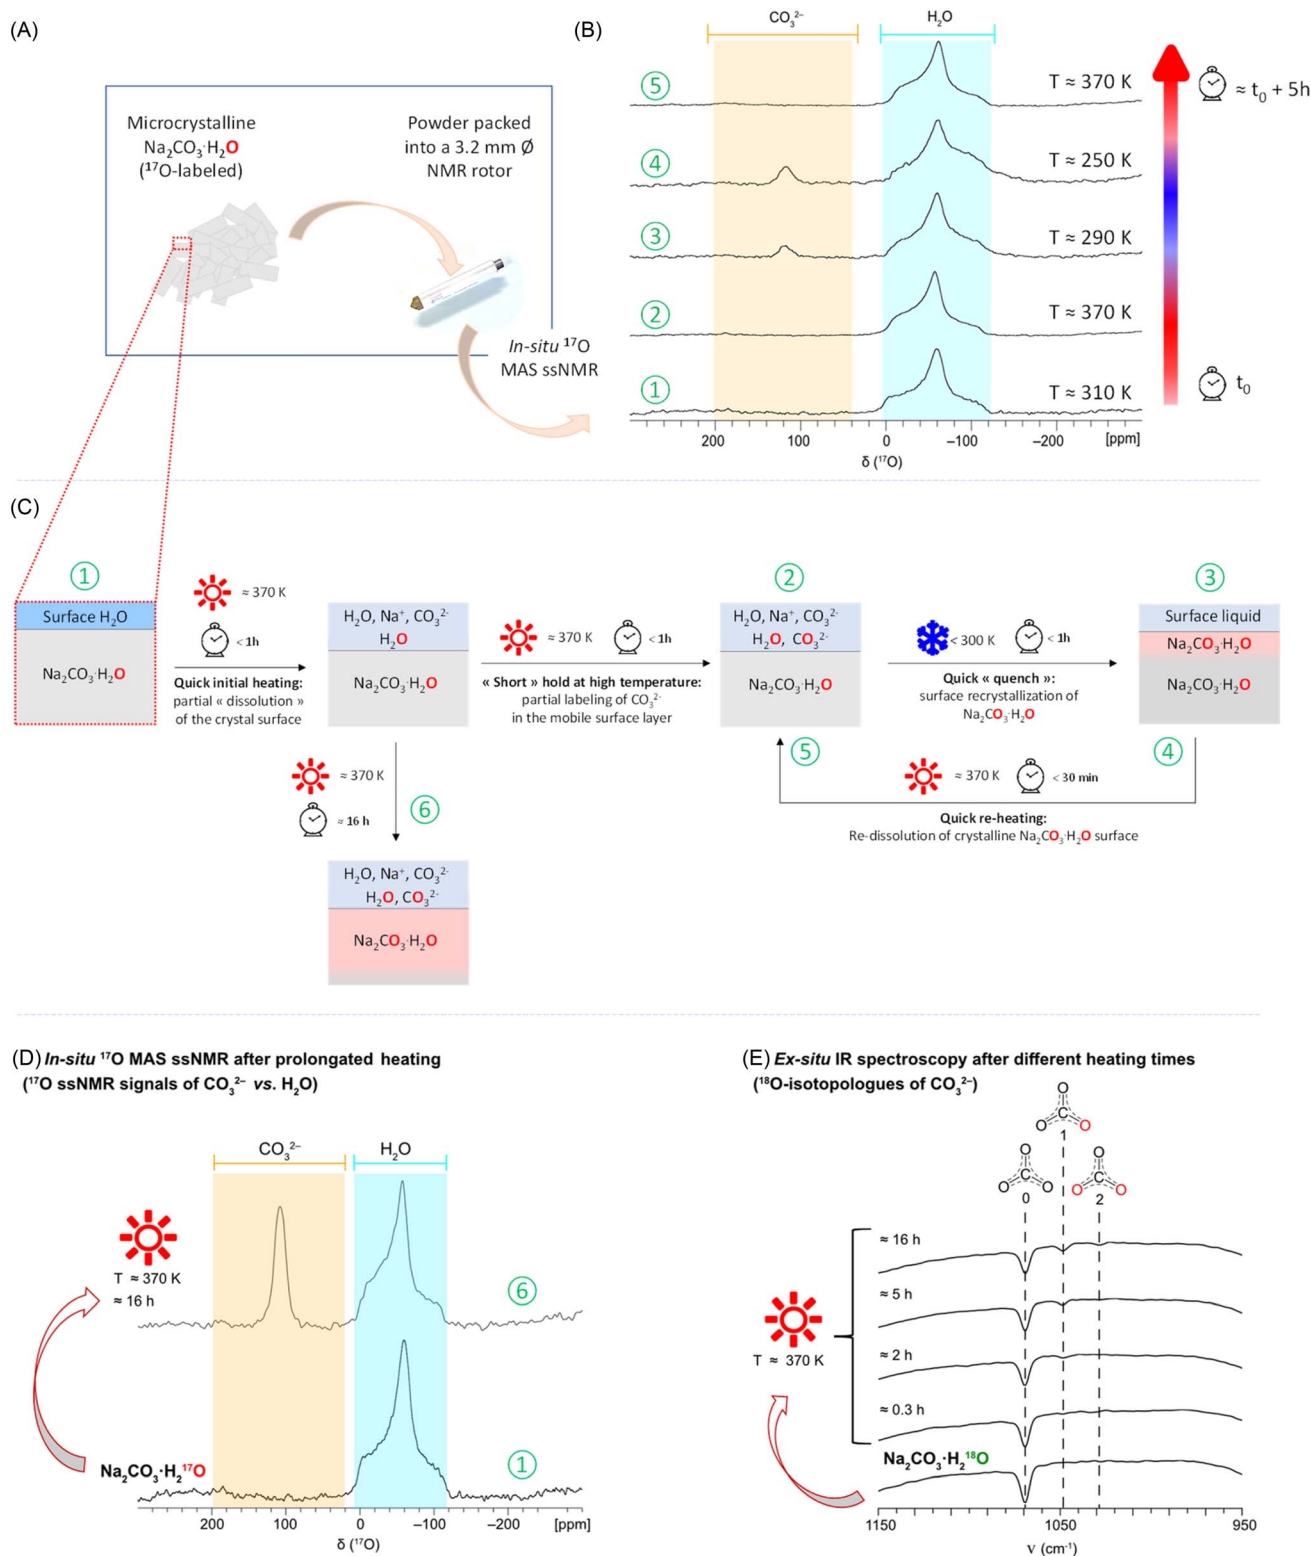 (A)
Microcrystalline
Na₂CO₃·H₂O
(¹⁷O-labeled)
Powder packed
into a 3.2 mm Ø
NMR rotor
In-situ ¹⁷O
MAS ssNMR
(B)
CO₃²⁻
H₂O
⑤
T ≈ 370 K
≈ t₀ + 5h
④
T ≈ 250 K
③
T ≈ 290 K
②
T ≈ 370 K
①
T ≈ 310 K
t₀
200 100 0 –100 –200 [ppm]
δ (¹⁷O)
(C)
①
Surface H₂O
Na₂CO₃·H₂O
≈ 370 K
< 1h
Quick initial heating:
partial « dissolution »
of the crystal surface
H₂O, Na⁺, CO₃²⁻
H₂O
Na₂CO₃·H₂O
≈ 370 K
< 1h
« Short » hold at high temperature:
partial labeling of CO₃²⁻
in the mobile surface layer
②
H₂O, Na⁺, CO₃²⁻
H₂O, CO₃²⁻
Na₂CO₃·H₂O
⑤
< 300 K
< 1h
Quick « quench »:
surface recrystallization of
Na₂CO₃·H₂O
③
Surface liquid
Na₂CO₃·H₂O
Na₂CO₃·H₂O
④
≈ 370 K
< 30 min
Quick re-heating:
Re-dissolution of crystalline Na₂CO₃·H₂O surface
≈ 370 K
≈ 16 h
⑥
H₂O, Na⁺, CO₃²⁻
H₂O, CO₃²⁻
Na₂CO₃·H₂O
(D) In-situ ¹⁷O MAS ssNMR after prolongated heating
(¹⁷O ssNMR signals of CO₃²⁻ vs. H₂O)
CO₃²⁻
H₂O
T ≈ 370 K
≈ 16 h
⑥
Na₂CO₃·H₂¹⁷O
①
200 100 0 –100 –200 [ppm]
δ (¹⁷O)
(E) Ex-situ IR spectroscopy after different heating times
(¹⁸O-isotopologues of CO₃²⁻)
O
C
O O
1
O
C
O O
0
O
C
O O
2
≈ 16 h
≈ 5 h
≈ 2 h
≈ 0.3 h
T ≈ 370 K
Na₂CO₃·H₂¹⁸O
1150 1050 950
ν (cm⁻¹)